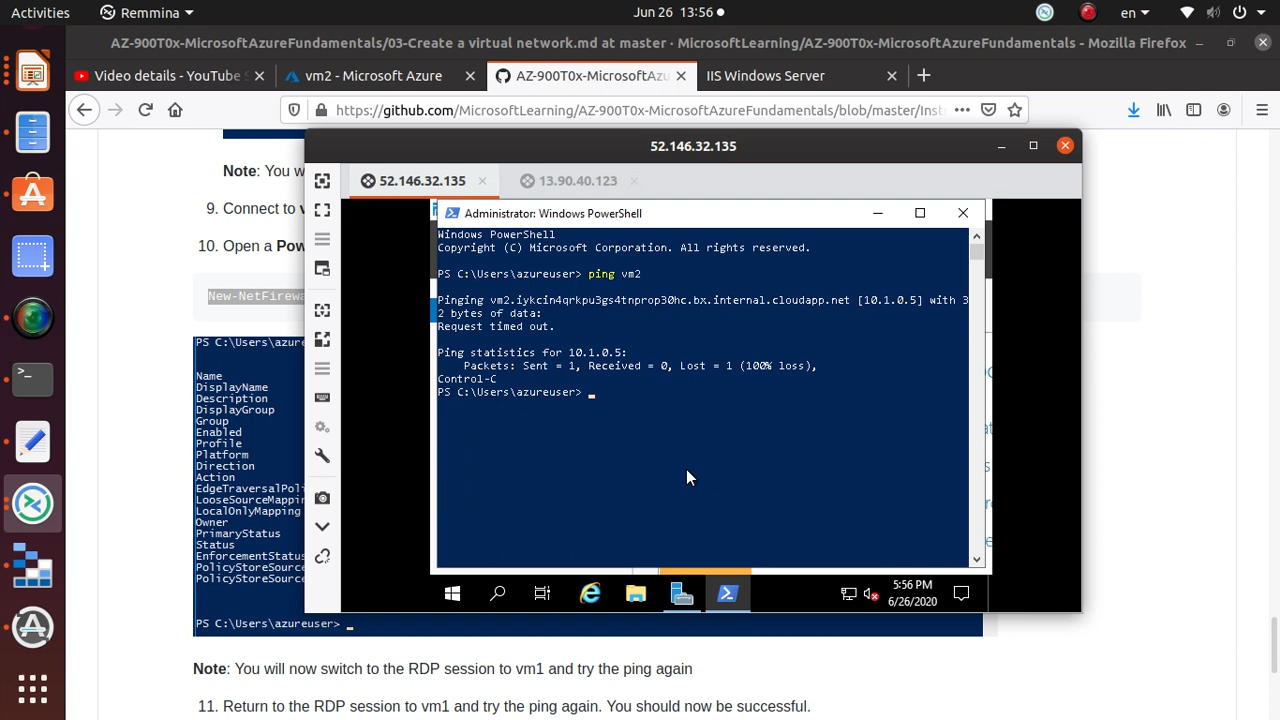 Activities
Remmina
Jun 26 13:56
en
AZ-900T0x-MicrosoftAzureFundamentals/03-Create a virtual network.md at master · MicrosoftLearning/AZ-900T0x-MicrosoftAzureFundamentals - Mozilla Firefox
Video details - YouTube
vm2 - Microsoft Azure
AZ-900T0x-MicrosoftAzu
IIS Windows Server
https://github.com/MicrosoftLearning/AZ-900T0x-MicrosoftAzureFundamentals/blob/master/Inst
Note: You w
9. Connect to
10. Open a Pow
New-NetFirewa
52.146.32.135
52.146.32.135
13.90.40.123
Administrator: Windows PowerShell
Windows PowerShell
Copyright (C) Microsoft Corporation. All rights reserved.
PS C:\Users\azureuser> ping vm2
Pinging vm2.iykcin4qrkpu3gs4tnprop30hc.bx.internal.cloudapp.net [10.1.0.5] with 3
2 bytes of data:
Request timed out.
Ping statistics for 10.1.0.5:
Packets: Sent = 1, Received = 0, Lost = 1 (100% loss),
Control-C
PS C:\Users\azureuser>
5:56 PM
6/26/2020
PS C:\Users\azure
Name
DisplayName
Description
DisplayGroup
Group
Enabled
Profile
Platform
Direction
Action
EdgeTraversalPoli
LooseSourceMapping
LocalOnlyMapping
Owner
PrimaryStatus
Status
EnforcementStatus
PolicyStoreSource
PolicyStoreSource
PS C:\Users\azureuser>
Note: You will now switch to the RDP session to vm1 and try the ping again
11. Return to the RDP session to vm1 and try the ping again. You should now be successful.